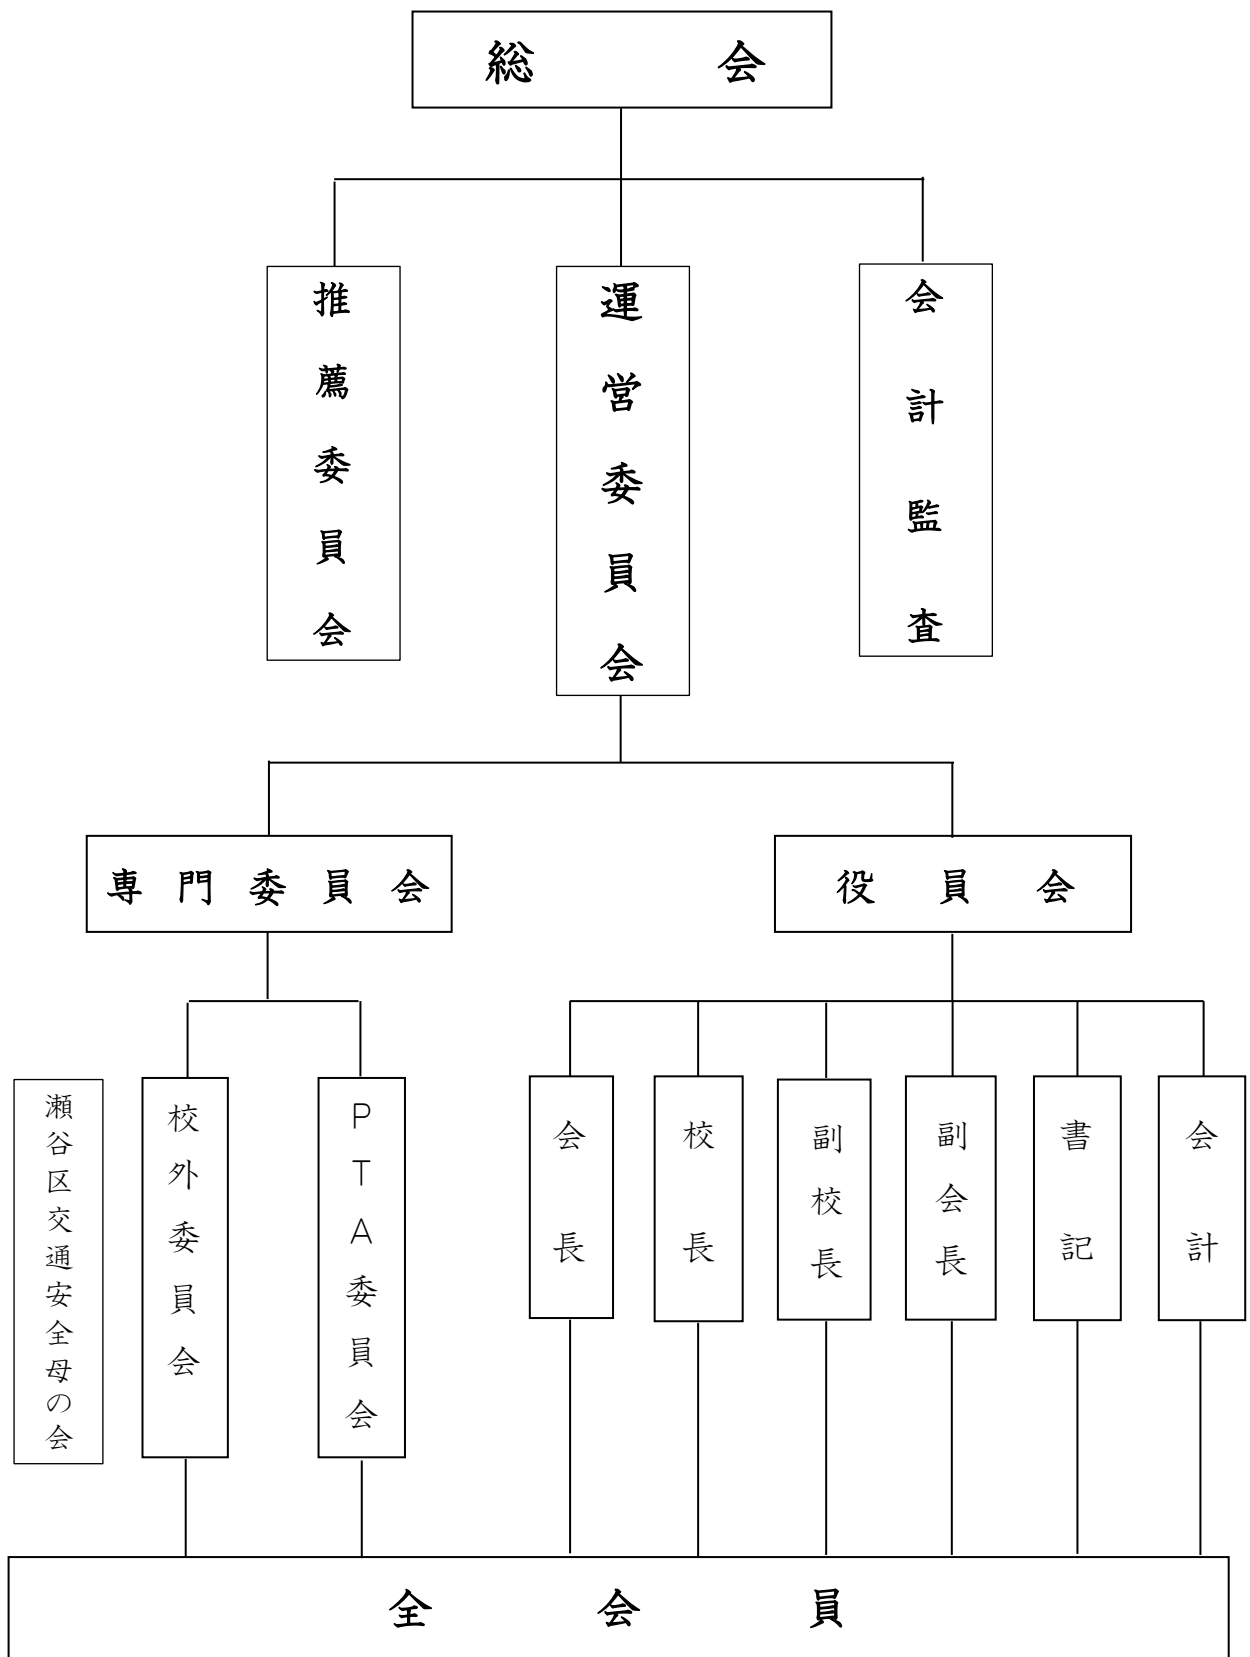 総会
推薦委員会
運営委員会
会計監査
専門委員会
役員会
瀬谷区交通安全母の会
校外委員会
PTA委員会
会長
校長
副校長
副会長
書記
会計
全会員